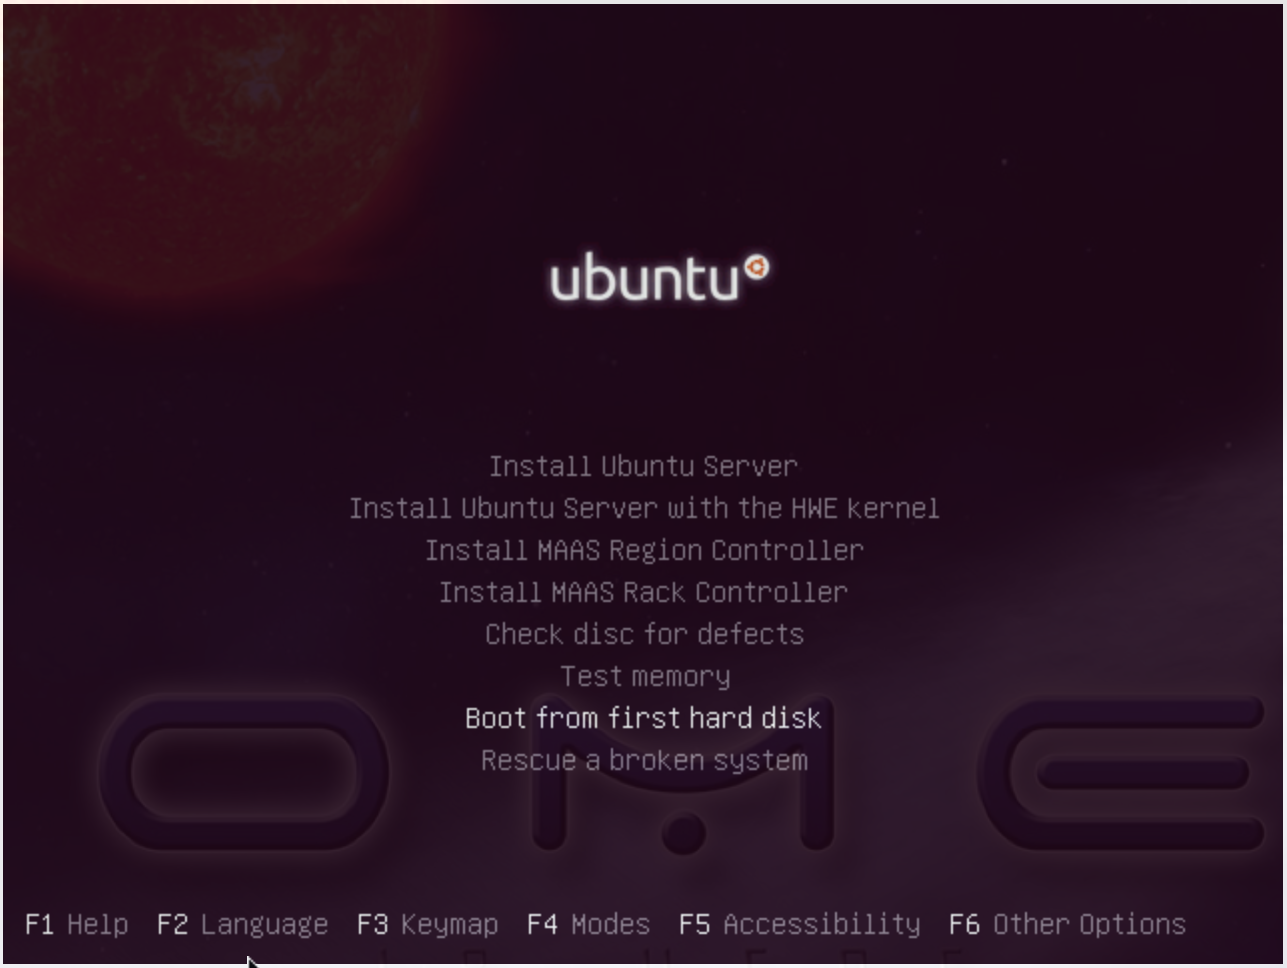 ubuntu
Install Ubuntu Server
Install Ubuntu Server with the HWE kernel
Install MAAS Region Controller
Install MAAS Rack Controller
Check disc for defects
Test memory
Boot from first hard disk
Rescue a broken system
OME
F1 Help F2 Language F3 Keymap F4 Modes F5 Accessibility F6 Other Options